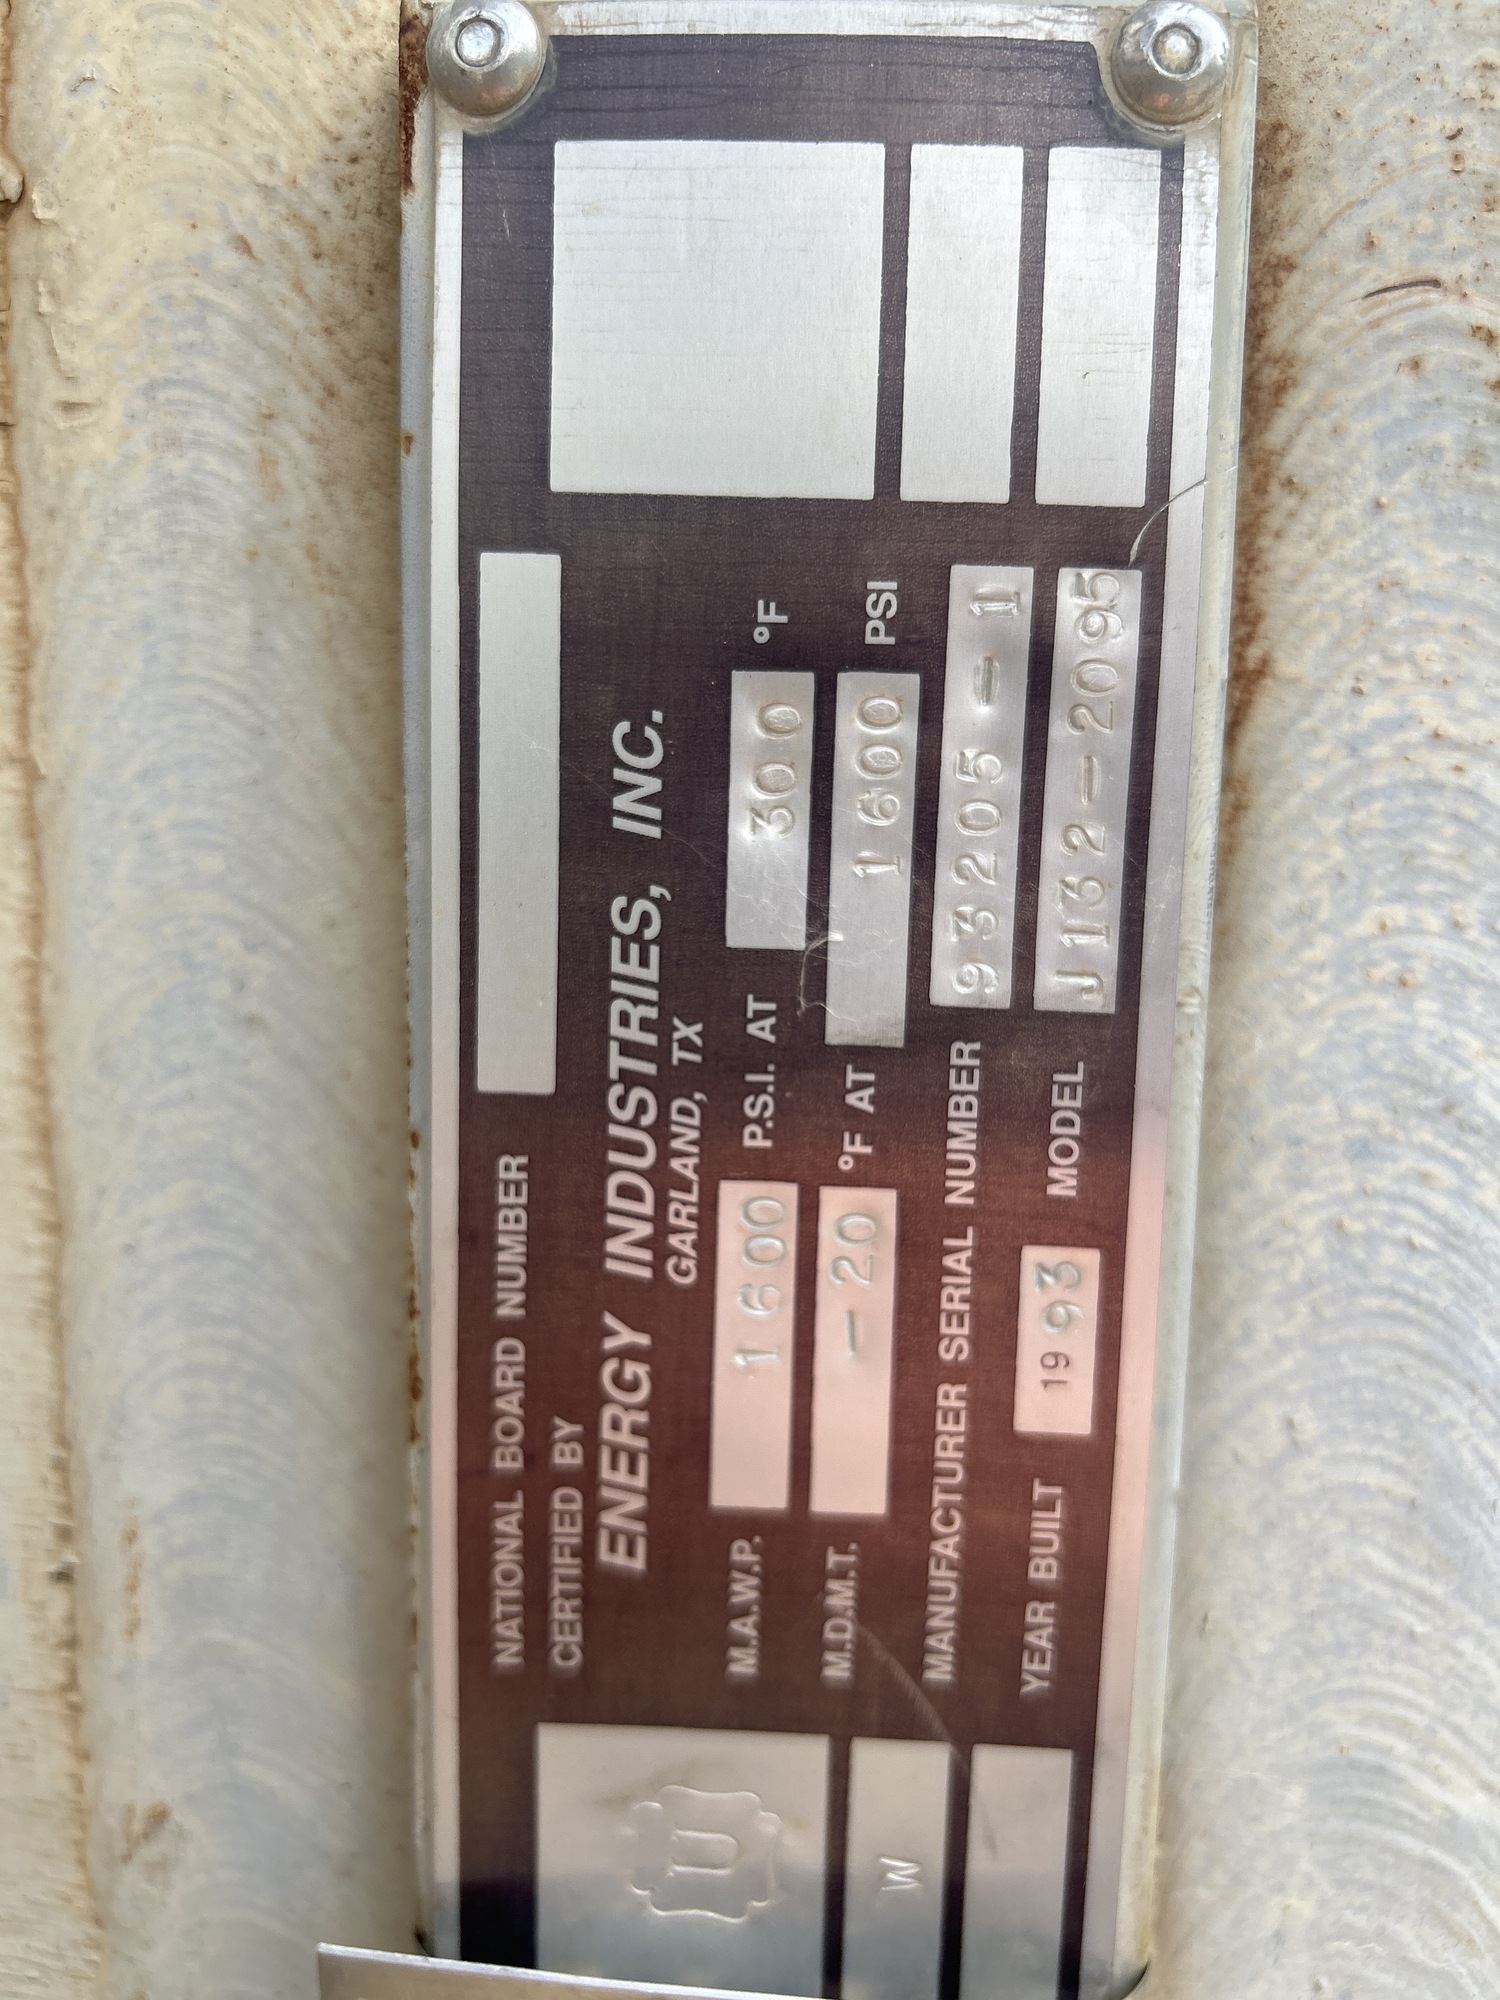 NATIONAL BOARD NUMBER
CERTIFIED BY
ENERGY INDUSTRIES, INC.
GARLAND, TX
U
W
M.A.W.P. 1600 P.S.I. AT 300 °F
M.D.M.T. -20 °F AT 1600 PSI
MANUFACTURER SERIAL NUMBER 93205-1
YEAR BUILT 1993 MODEL J132-2095